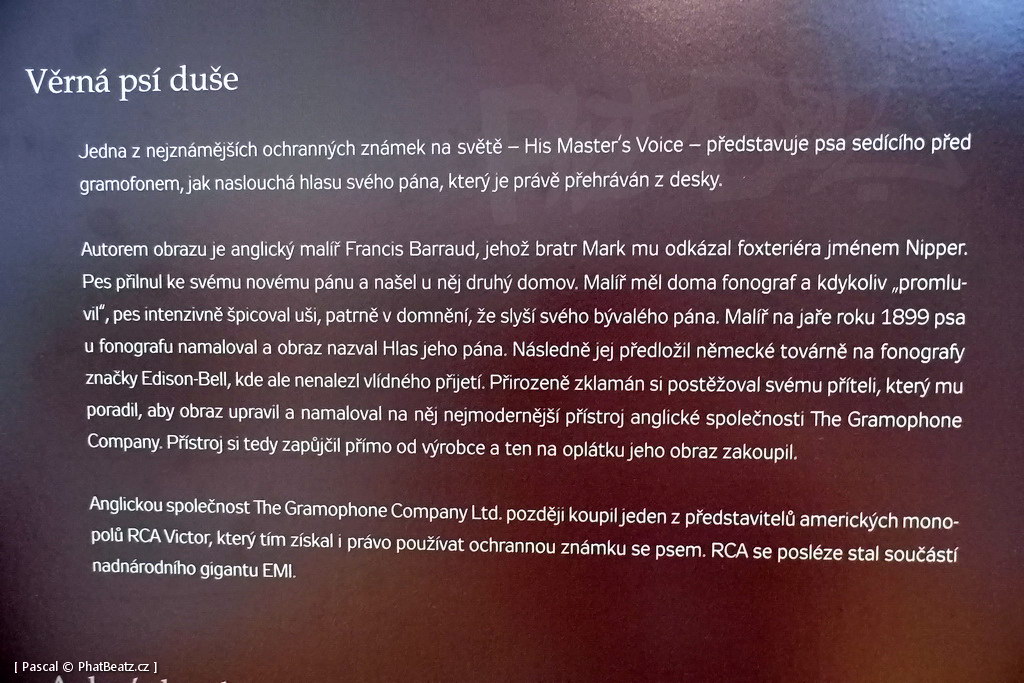 Věrná psí duše
Jedna z nejznámějších ochranných známek na světě – His Master's Voice – představuje psa sedícího před
gramofonem, jak naslouchá hlasu svého pána, který je právě přehráván z desky.
Autorem obrazu je anglický malíř Francis Barraud, jehož bratr Mark mu odkázal foxteriéra jménem Nipper.
Pes přilnul ke svému novému pánu a našel u něj druhý domov. Malíř měl doma fonograf a kdykoliv „promlu-
vil“, pes intenzivně špicoval uši, patrně v domnění, že slyší svého bývalého pána. Malíř na jaře roku 1899 psa
u fonografu namaloval a obraz nazval Hlas jeho pána. Následně jej předložil německé továrně na fonografy
značky Edison-Bell, kde ale nenalezl vlídného přijetí. Přirozeně zklamán si postěžoval svému příteli, který mu
poradil, aby obraz upravil a namaloval na něj nejmodernější přístroj anglické společnosti The Gramophone
Company. Přístroj si tedy zapůjčil přímo od výrobce a ten na oplátku jeho obraz zakoupil.
Anglickou společnost The Gramophone Company Ltd. později koupil jeden z představitelů amerických mono-
polů RCA Victor, který tím získal i právo používat ochrannou známku se psem. RCA se posléze stal součástí
nadnárodního gigantu EMI.
[ Pascal © PhatBeatz.cz ]